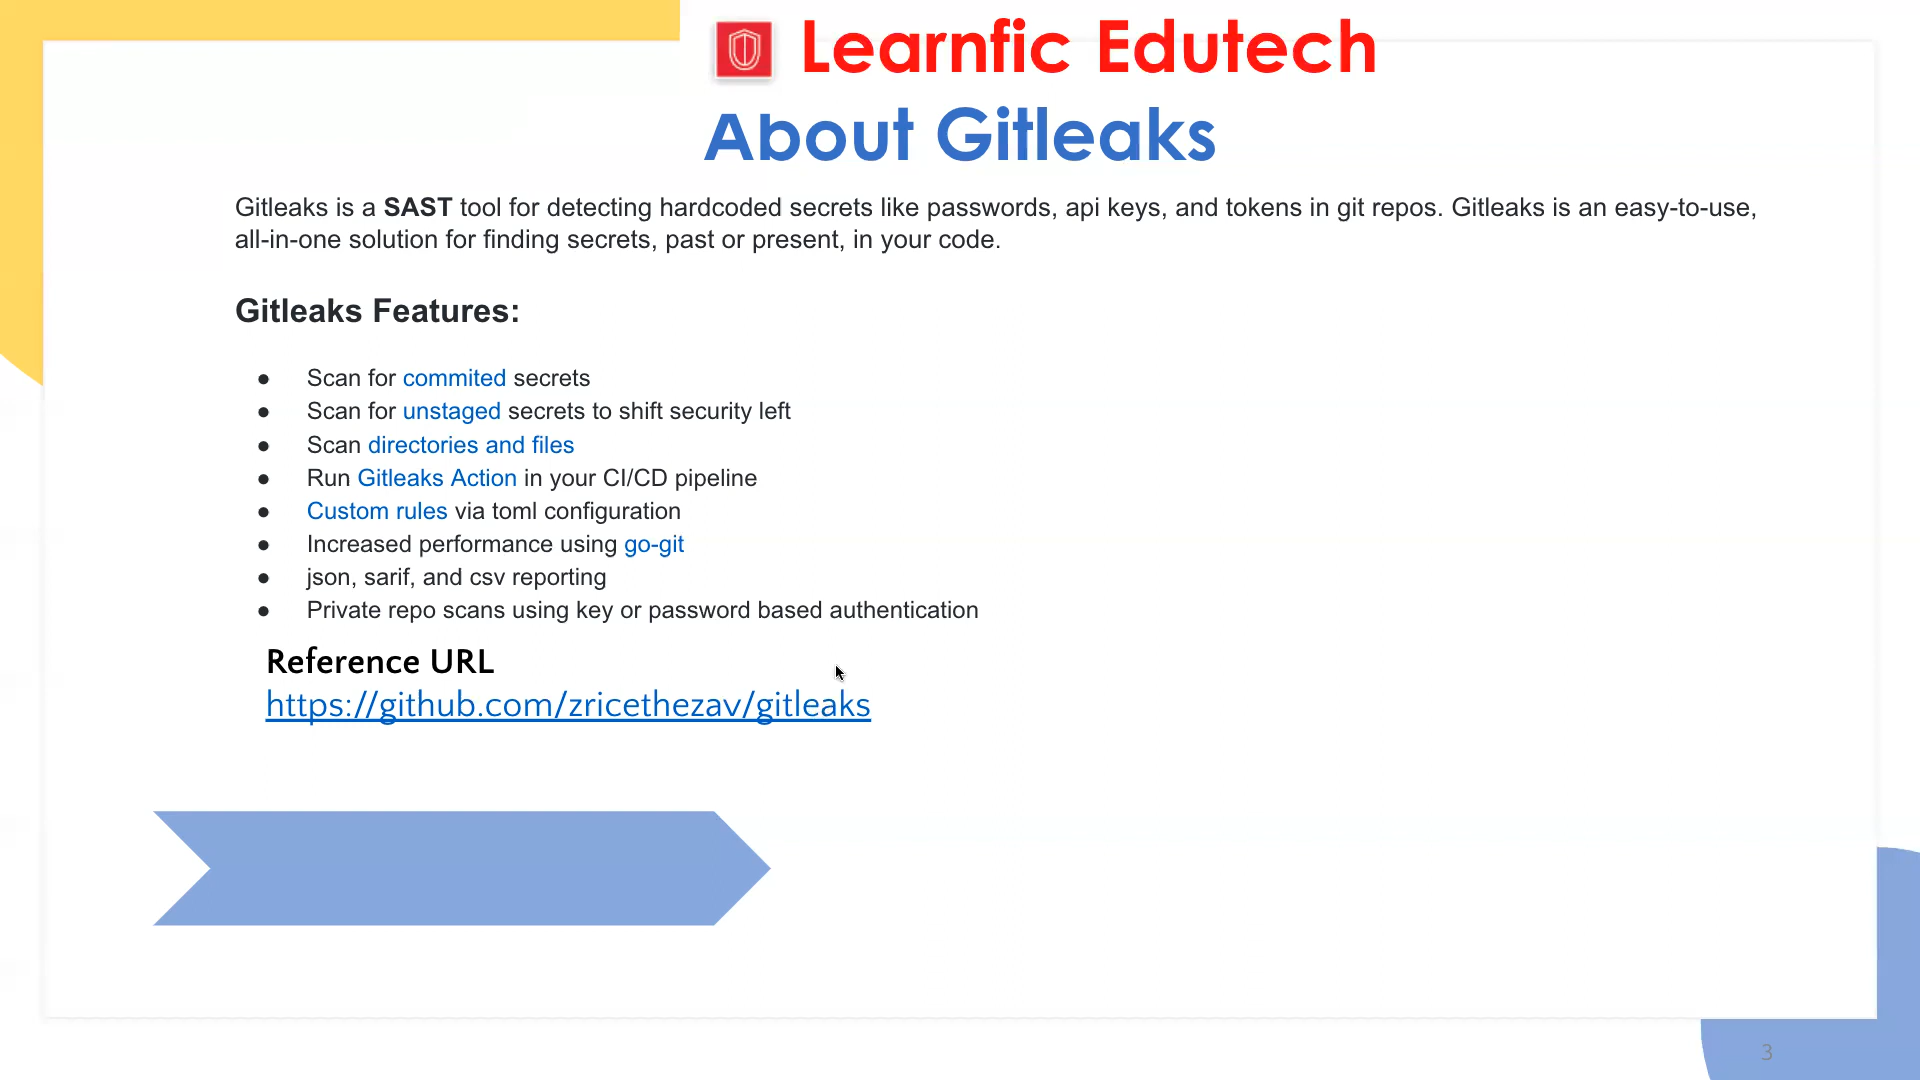 Learnfic Edutech
About Gitleaks
Gitleaks is a SAST tool for detecting hardcoded secrets like passwords, api keys, and tokens in git repos. Gitleaks is an easy-to-use,
all-in-one solution for finding secrets, past or present, in your code.
Gitleaks Features:
● Scan for commited secrets
● Scan for unstaged secrets to shift security left
● Scan directories and files
● Run Gitleaks Action in your CI/CD pipeline
● Custom rules via toml configuration
● Increased performance using go-git
● json, sarif, and csv reporting
● Private repo scans using key or password based authentication
Reference URL
https://github.com/zricethezav/gitleaks
3